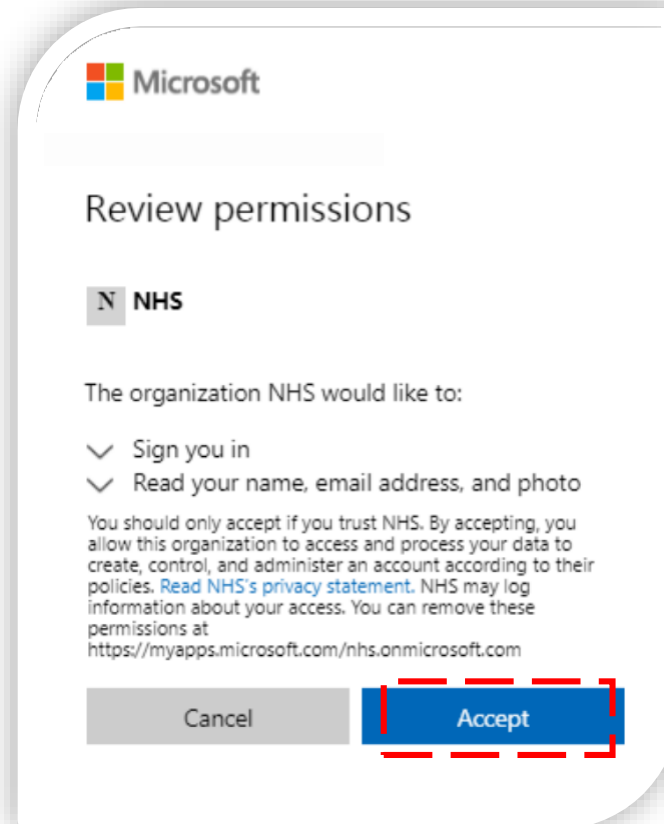 Microsoft
Review permissions
N NHS
The organization NHS would like to:
Sign you in
Read your name, email address, and photo
You should only accept if you trust NHS. By accepting, you
allow this organization to access and process your data to
create, control, and administer an account according to their
policies. Read NHS's privacy statement. NHS may log
information about your access. You can remove these
permissions at
https://myapps.microsoft.com/nhs.onmicrosoft.com
Cancel Accept